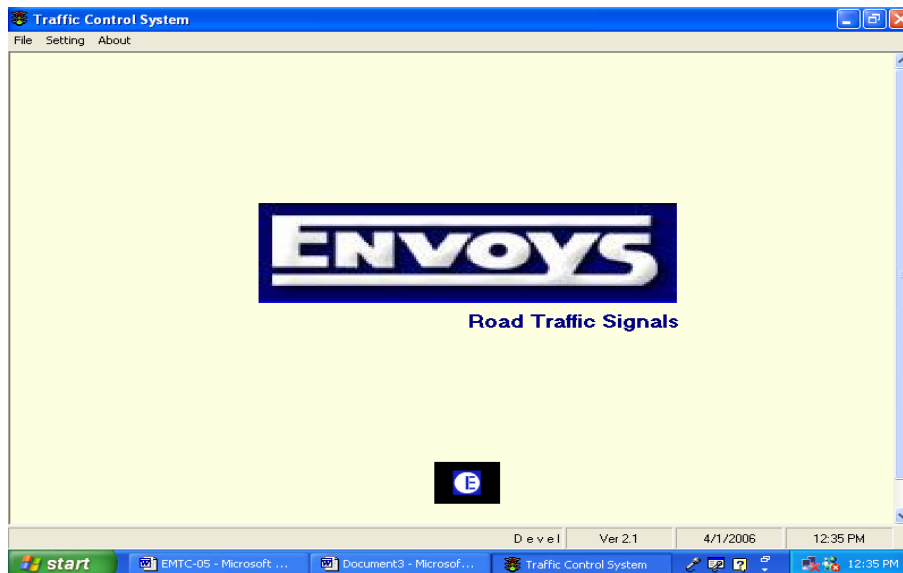 Traffic Control System
File Setting About
ENVOYS
Road Traffic Signals
E
Devel Ver 2.1 4/1/2006 12:35 PM
start EMTC-05 - Microsoft ... Document3 - Microsof... Traffic Control System 12:35 PM